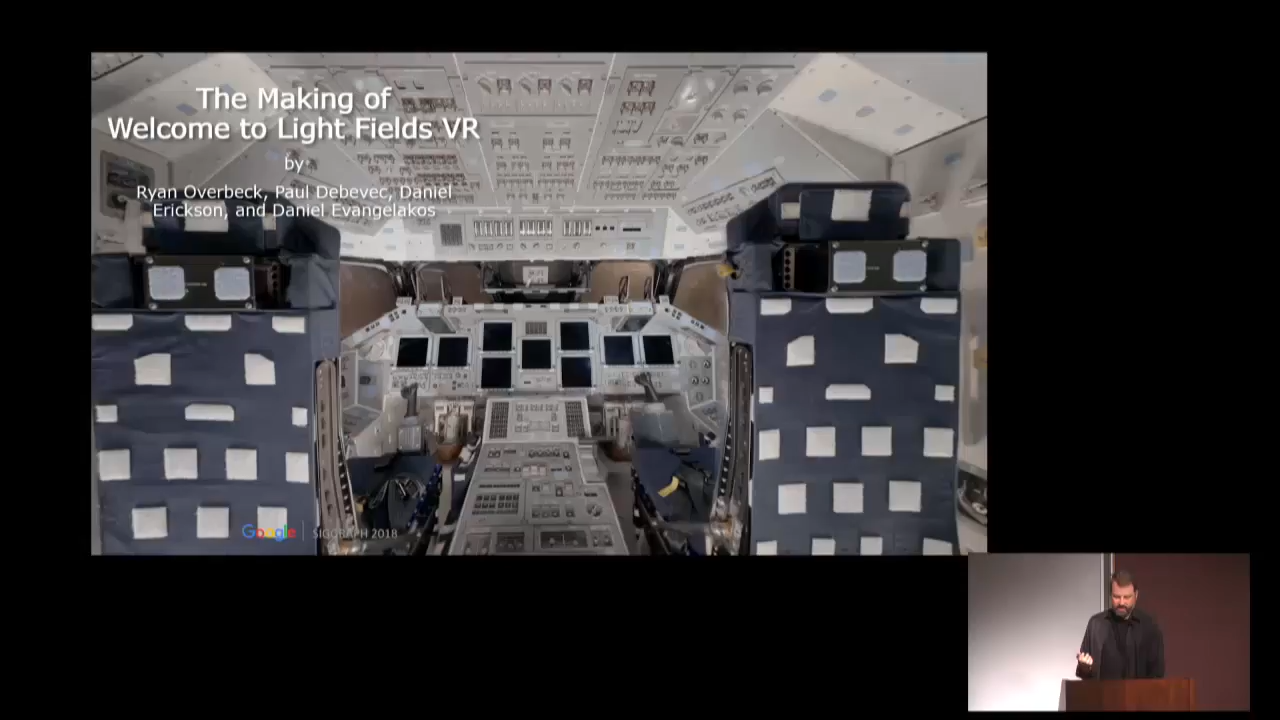 The Making of
Welcome to Light Fields VR
by
Ryan Overbeck, Paul Debevec, Daniel
Erickson, and Daniel Evangelakos
Google | SIGGRAPH 2018